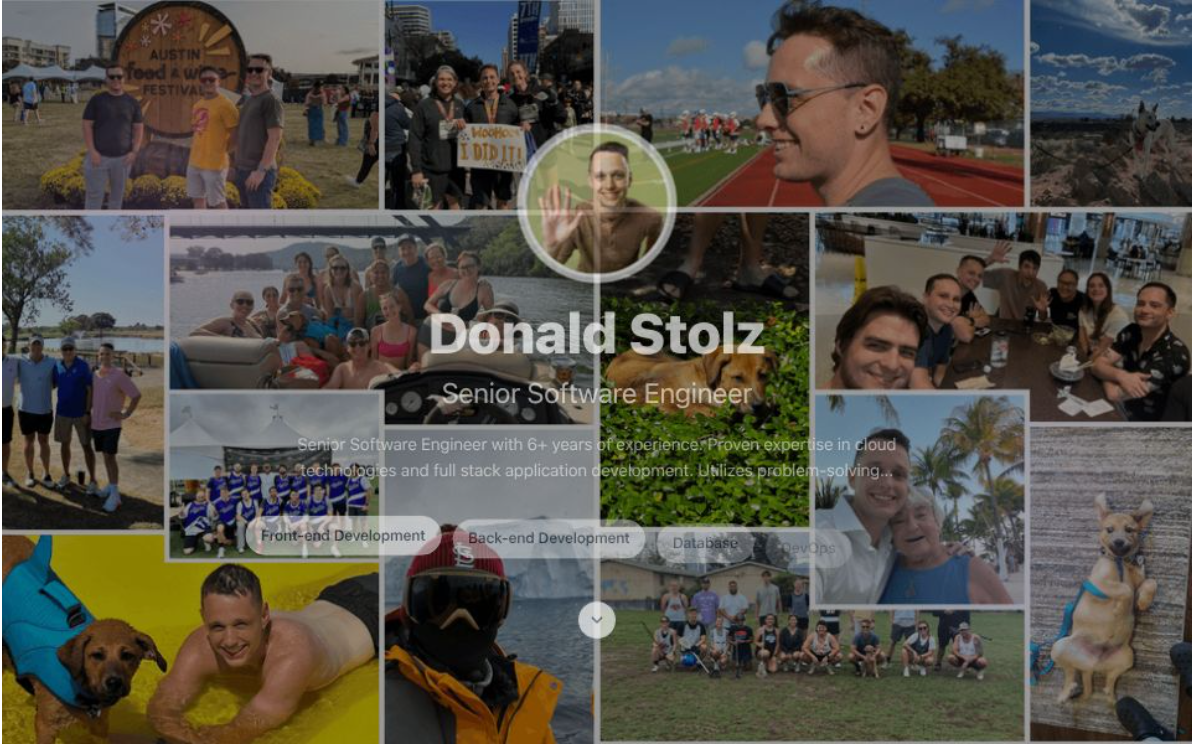 AUSTIN
food & wine
FESTIVAL
WOOHOO
I DID IT!
Donald Stolz
Senior Software Engineer
Senior Software Engineer with 6+ years of experience. Proven expertise in cloud
technologies and full stack application development. Utilizes problem-solving...
Front-end Development
Back-end Development
Database
DevOps